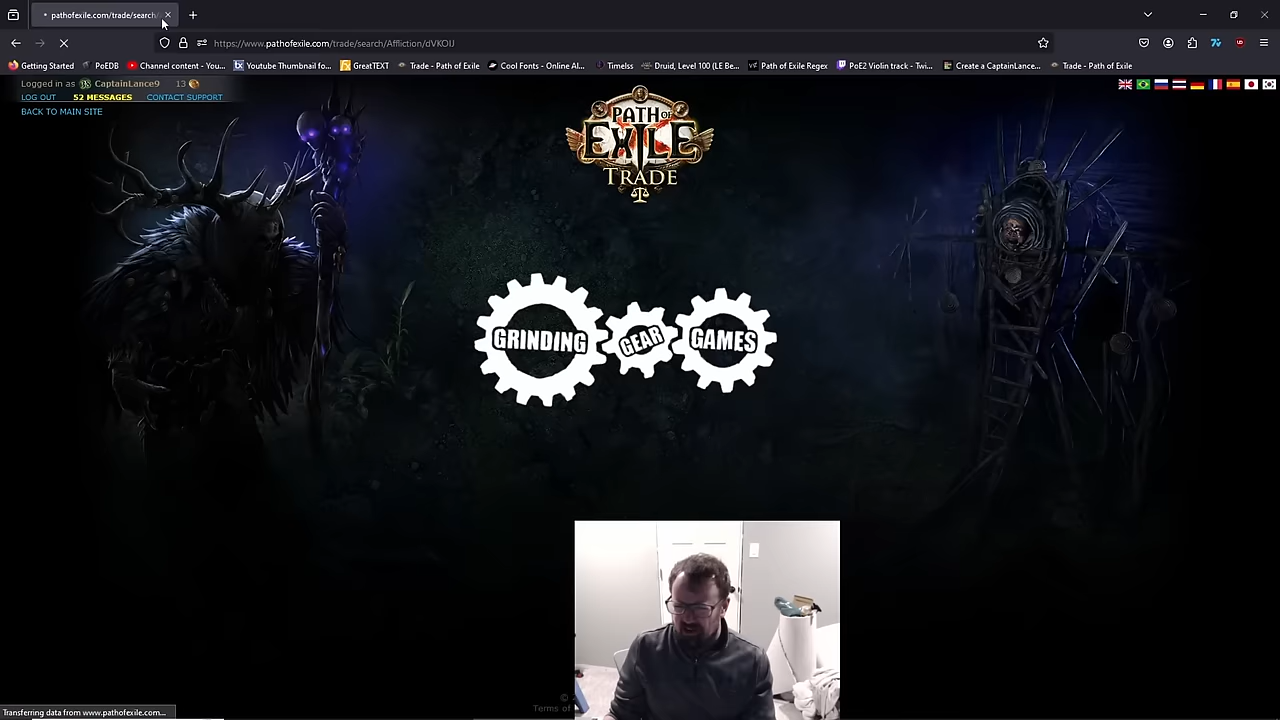 pathofexile.com/trade/search
https://www.pathofexile.com/trade/search/Affliction/dVKOIJ
Getting Started
PoEDB
Channel content - You...
Youtube Thumbnail fo...
GreatTEXT
Trade - Path of Exile
Cool Fonts - Online Al...
Timelss
Druid, Level 100 (LE Be...
Path of Exile Regex
PoE2 Violin track - Twi...
Create a CaptainLance...
Trade - Path of Exile
Logged in as CaptainLance9 13
LOG OUT 52 MESSAGES CONTACT SUPPORT
BACK TO MAIN SITE
PATH OF
EXILE
TRADE
GRINDING GEAR GAMES
©
Terms of
Transferring data from www.pathofexile.com...